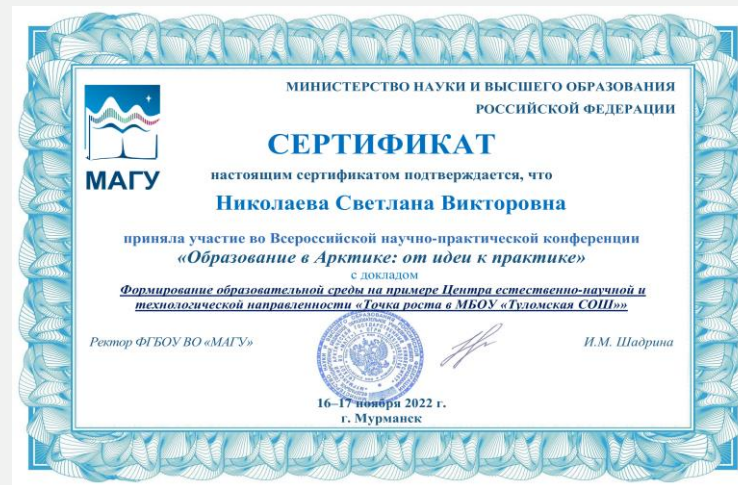 МИНИСТЕРСТВО НАУКИ И ВЫСШЕГО ОБРАЗОВАНИЯ
РОССИЙСКОЙ ФЕДЕРАЦИИ
МАГУ
СЕРТИФИКАТ
настоящим сертификатом подтверждается, что
Николаева Светлана Викторовна
приняла участие во Всероссийской научно-практической конференции
«Образование в Арктике: от идеи к практике»
с докладом
Формирование образовательной среды на примере Центра естественно-научной и
технологической направленности «Точка роста в МБОУ «Туломская СОШ»»
Ректор ФГБОУ ВО «МАГУ»
И.М. Шадрина
16–17 ноября 2022 г.
г. Мурманск